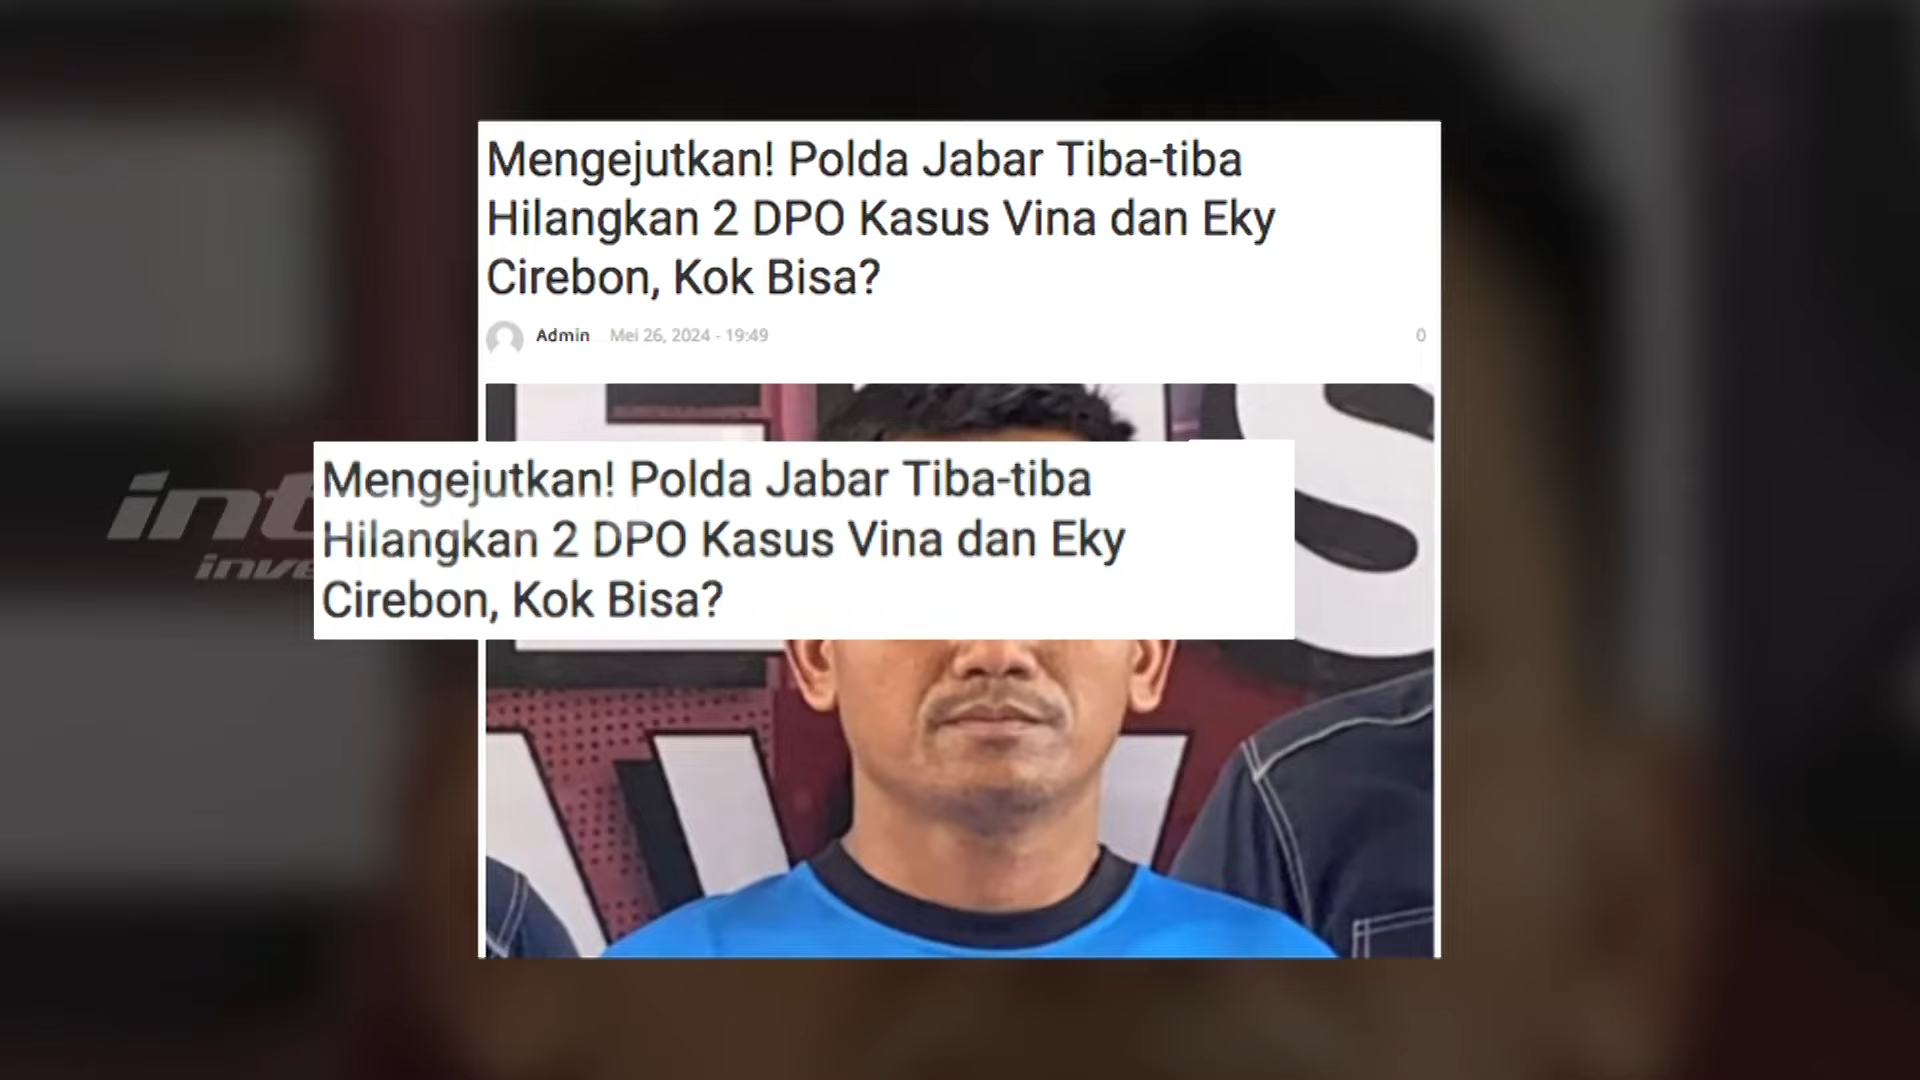 Mengejutkan! Polda Jabar Tiba-tiba
Hilangkan 2 DPO Kasus Vina dan Eky
Cirebon, Kok Bisa?
Admin Mei 26, 2024 - 19:49 0
Mengejutkan! Polda Jabar Tiba-tiba
Hilangkan 2 DPO Kasus Vina dan Eky
Cirebon, Kok Bisa?